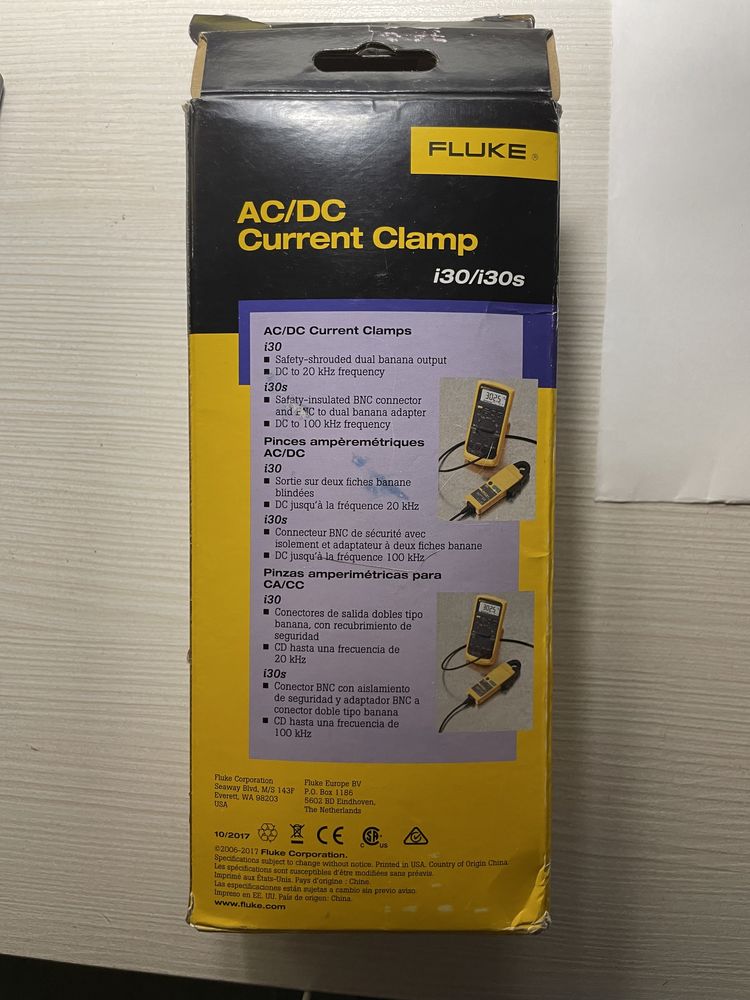 FLUKE®
AC/DC
Current Clamp
i30/i30s
AC/DC Current Clamps
i30
■ Safety-shrouded dual banana output
■ DC to 20 kHz frequency
i30s
■ Safety-insulated BNC connector
and BNC to dual banana adapter
■ DC to 100 kHz frequency
Pinces ampèremétriques
AC/DC
i30
■ Sortie sur deux fiches banane
blindées
■ DC jusqu'à la fréquence 20 kHz
i30s
■ Connecteur BNC de sécurité avec
isolement et adaptateur à deux fiches banane
■ DC jusqu'à la fréquence 100 kHz
Pinzas amperimétricas para
CA/CC
i30
■ Conectores de salida dobles tipo
banana, con recubrimiento de
seguridad
■ CD hasta una frecuencia de
20 kHz
i30s
■ Conector BNC con aislamiento
de seguridad y adaptador BNC a
conector doble tipo banana
■ CD hasta una frecuencia de
100 kHz
302.5
302.5
Fluke Corporation
Seaway Blvd, M/S 143F
Everett, WA 98203
USA
Fluke Europe BV
P.O. Box 1186
5602 BD Eindhoven,
The Netherlands
10/2017 CE C SA US
©2006-2017 Fluke Corporation.
Specifications subject to change without notice. Printed in USA. Country of Origin China.
Les spécifications sont susceptibles d'être modifiées sans préavis.
Imprimé aux États-Unis. Pays d'origine : Chine.
Las especificaciones están sujetas a cambio sin previo aviso.
Impreso en EE. UU. País de origen: China.
www.fluke.com